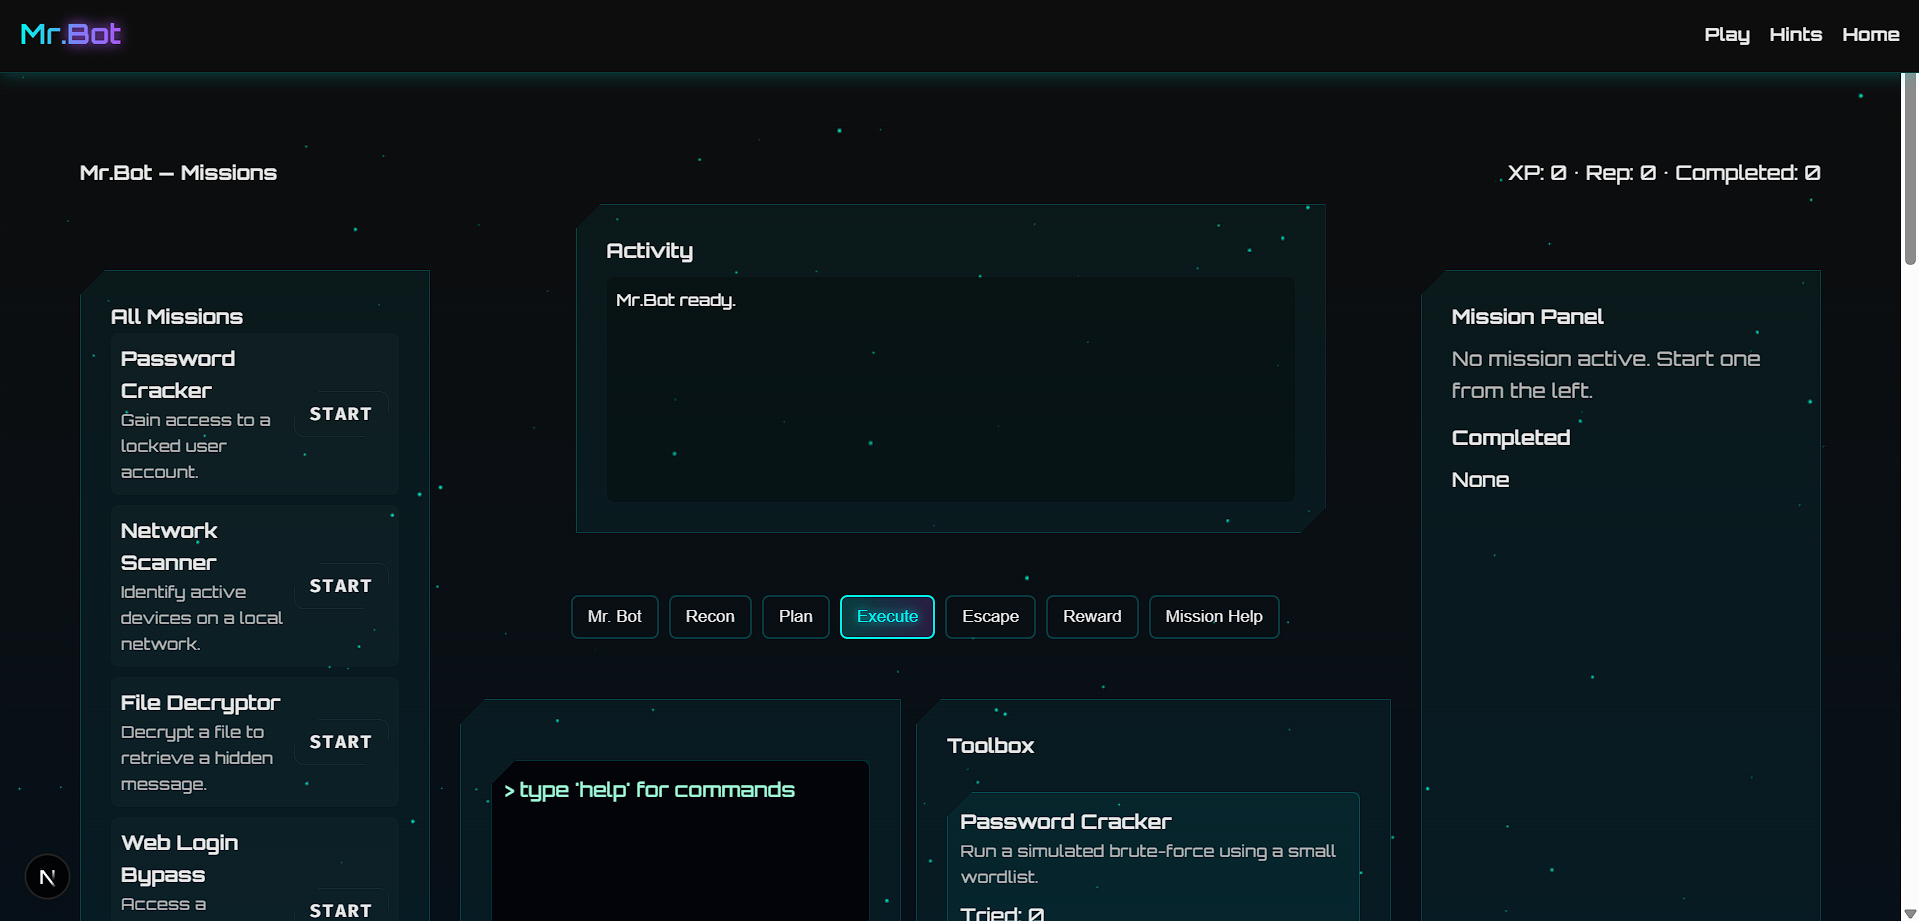 Mr.Bot
Play Hints Home
Mr.Bot — Missions
XP: 0 · Rep: 0 · Completed: 0
Activity
Mr.Bot ready.
All Missions
Password
Cracker
Gain access to a
locked user
account.
START
Network
Scanner
Identify active
devices on a local
network.
START
File Decryptor
Decrypt a file to
retrieve a hidden
message.
START
Web Login
Bypass
Access a
START
Mission Panel
No mission active. Start one
from the left.
Completed
None
Mr. Bot Recon Plan Execute Escape Reward Mission Help
> type 'help' for commands
Toolbox
Password Cracker
Run a simulated brute-force using a small
wordlist.
Tried: 0
N